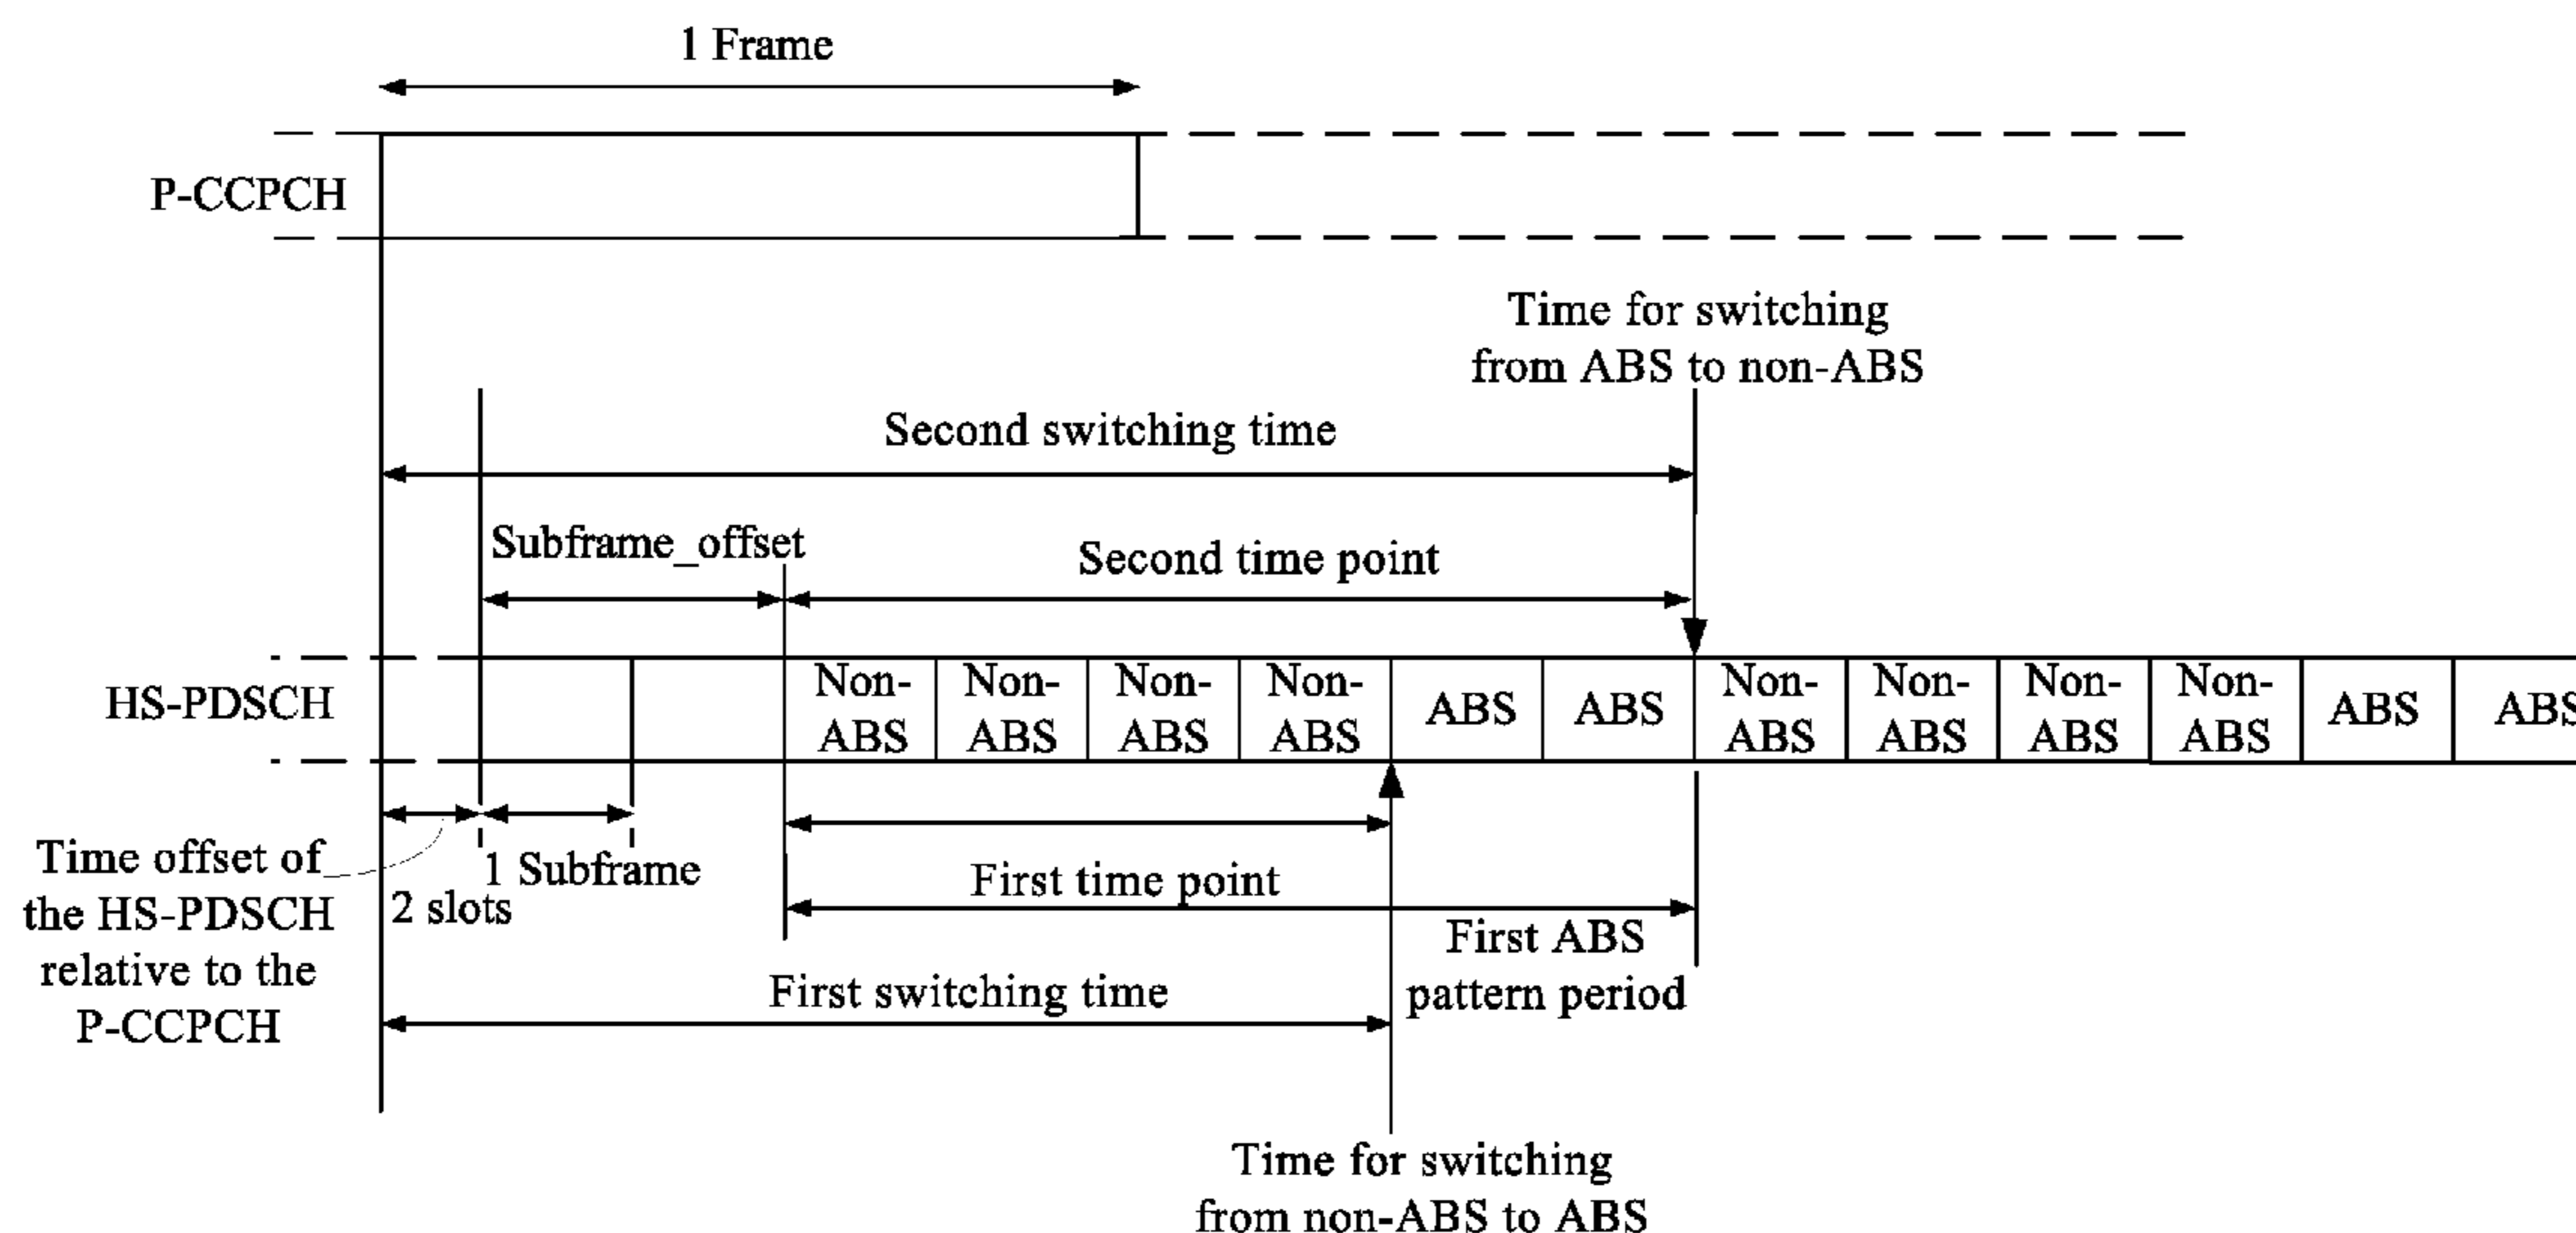 1 Frame
P-CCPCH
Time for switching
from ABS to non-ABS
Second switching time
Subframe_offset
Second time point
HS-PDSCH
Non-
ABS
Non-
ABS
Non-
ABS
Non-
ABS
ABS
ABS
Non-
ABS
Non-
ABS
Non-
ABS
Non-
ABS
ABS
ABS
Time offset of
the HS-PDSCH
relative to the
P-CCPCH
2 slots
1 Subframe
First time point
First ABS
pattern period
First switching time
Time for switching
from non-ABS to ABS